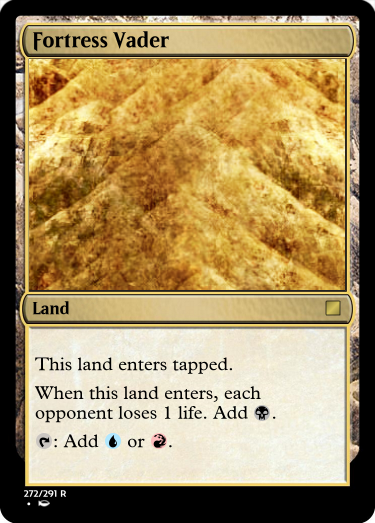 Fortress Vader
Land
This land enters tapped.
When this land enters, each
opponent loses 1 life. Add .
: Add or .
272/291 R